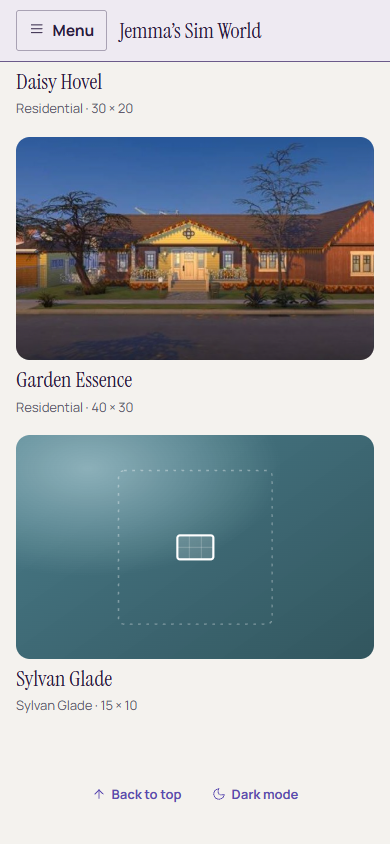 Menu
Jemma's Sim World
Daisy Hovel
Residential · 30 × 20
Garden Essence
Residential · 40 × 30
Sylvan Glade
Sylvan Glade · 15 × 10
Back to top
Dark mode